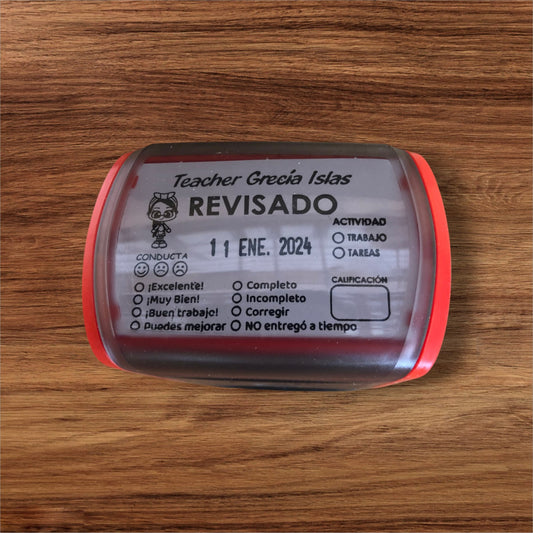 Teacher Grecia Islas
REVISADO
11 ENE. 2024
ACTIVIDAD
TRABAJO
TAREAS
CONDUCTA
¡Excelente!
¡Muy Bien!
¡Buen trabajo!
Puedes mejorar
Completo
Incompleto
Corregir
NO entregó a tiempo
CALIFICACIÓN